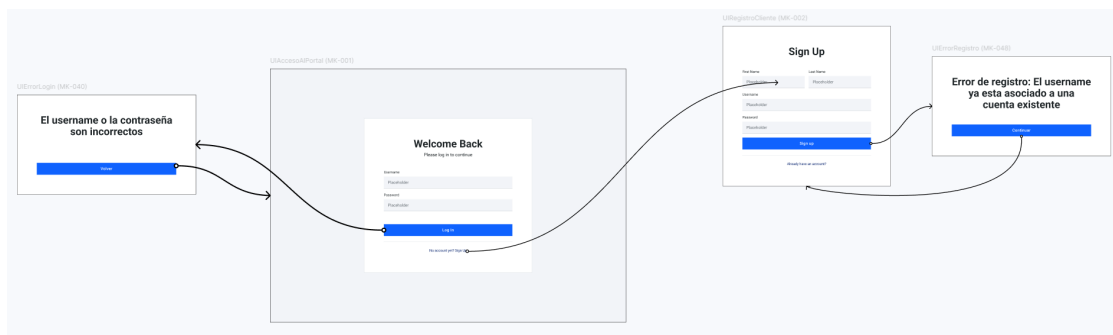 UIErrorLogin (MK-040)
El username o la contraseña
son incorrectos
Volver
UIAccesoAlPortal (MK-001)
Welcome Back
Please log in to continue
Username
Placeholder
Password
Placeholder
Log in
No account yet? Sign up
UIRegistroCliente (MK-002)
Sign Up
First Name
Last Name
Placeholder
Placeholder
Username
Placeholder
Password
Placeholder
Sign up
Already have an account?
UIErrorRegistro (MK-048)
Error de registro: El username
ya esta asociado a una
cuenta existente
Continuar